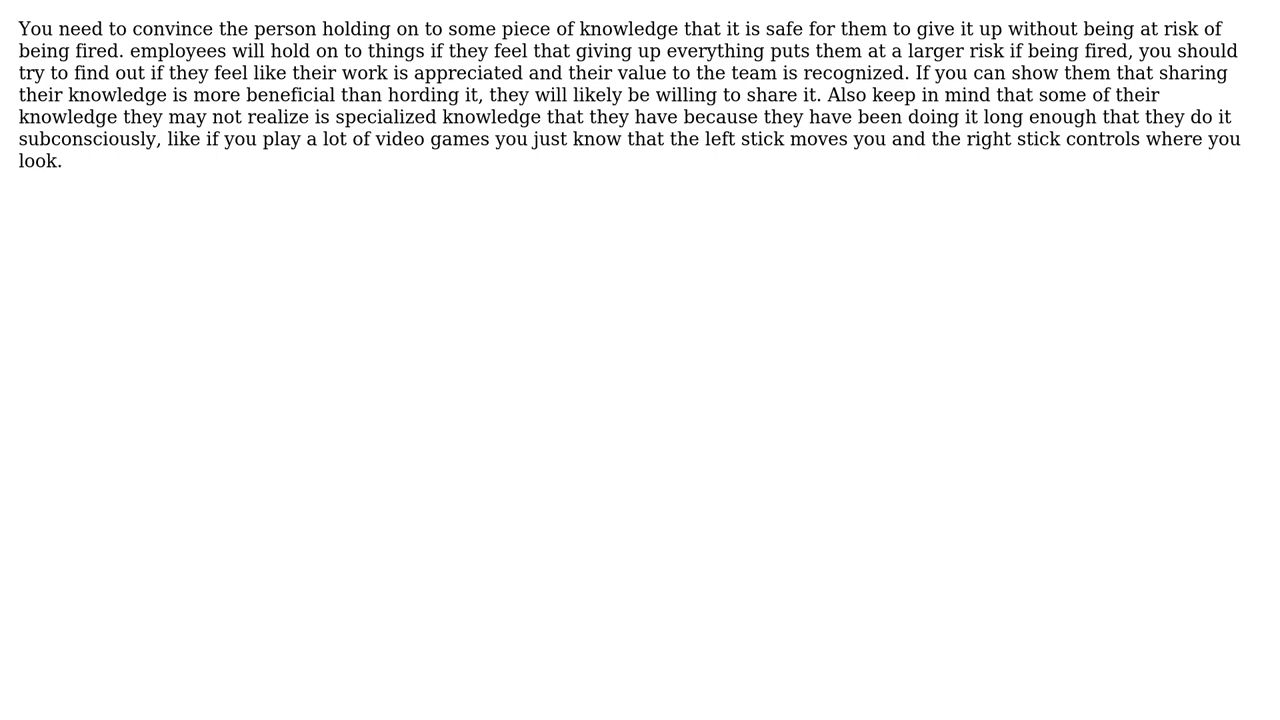 You need to convince the person holding on to some piece of knowledge that it is safe for them to give it up without being at risk of
being fired. employees will hold on to things if they feel that giving up everything puts them at a larger risk if being fired, you should
try to find out if they feel like their work is appreciated and their value to the team is recognized. If you can show them that sharing
their knowledge is more beneficial than hording it, they will likely be willing to share it. Also keep in mind that some of their
knowledge they may not realize is specialized knowledge that they have because they have been doing it long enough that they do it
subconsciously, like if you play a lot of video games you just know that the left stick moves you and the right stick controls where you
look.